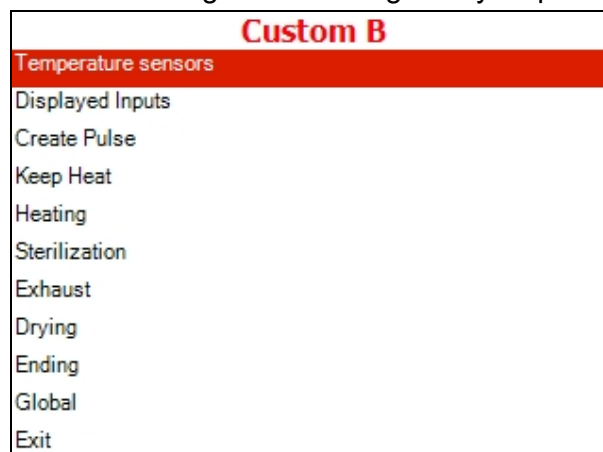 Custom B
Temperature sensors
Displayed Inputs
Create Pulse
Keep Heat
Heating
Sterilization
Exhaust
Drying
Ending
Global
Exit